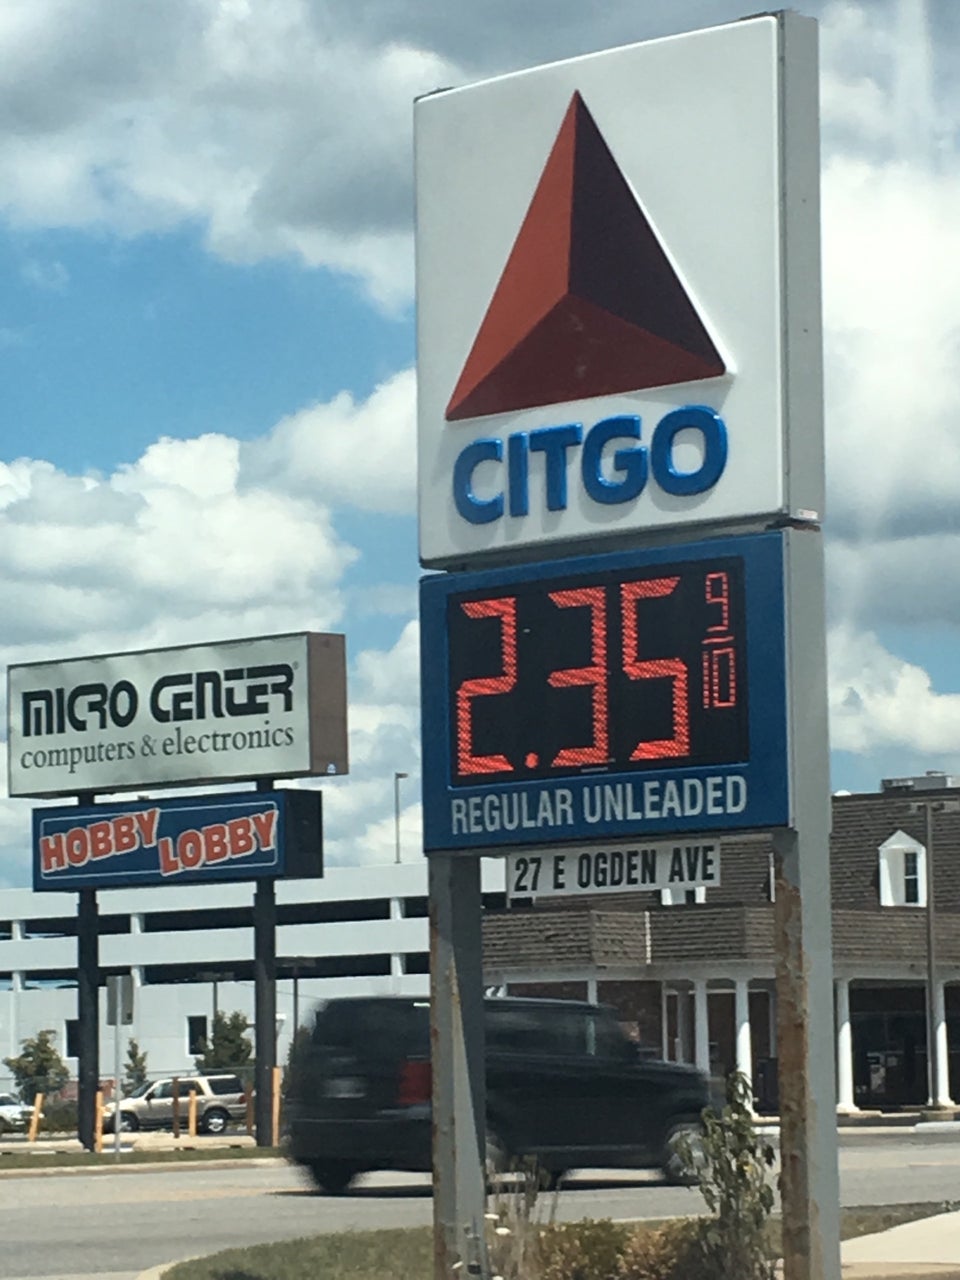 CITGO
2.35 9/10
REGULAR UNLEADED
27 E OGDEN AVE
MICRO CENTER
computers & electronics
HOBBY LOBBY